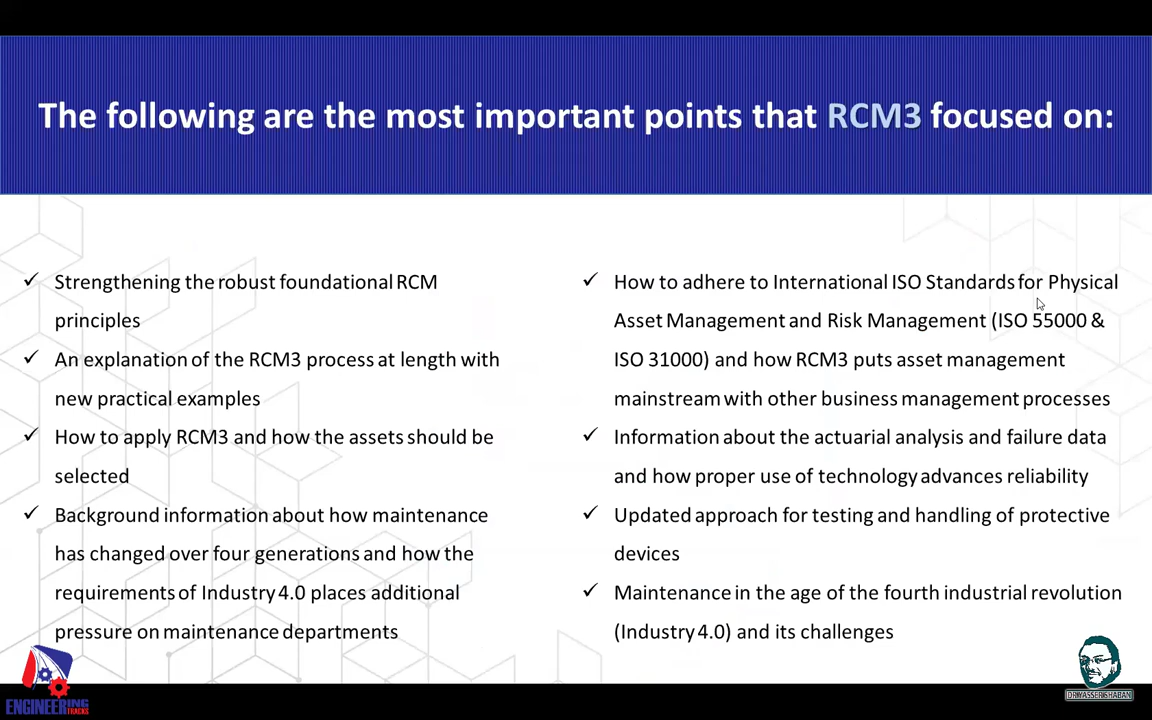 The following are the most important points that RCM3 focused on:
Strengthening the robust foundational RCM
principles
An explanation of the RCM3 process at length with
new practical examples
How to apply RCM3 and how the assets should be
selected
Background information about how maintenance
has changed over four generations and how the
requirements of Industry 4.0 places additional
pressure on maintenance departments
How to adhere to International ISO Standards for Physical
Asset Management and Risk Management (ISO 55000 &
ISO 31000) and how RCM3 puts asset management
mainstream with other business management processes
Information about the actuarial analysis and failure data
and how proper use of technology advances reliability
Updated approach for testing and handling of protective
devices
Maintenance in the age of the fourth industrial revolution
(Industry 4.0) and its challenges
ENGINEERING
TRACKS